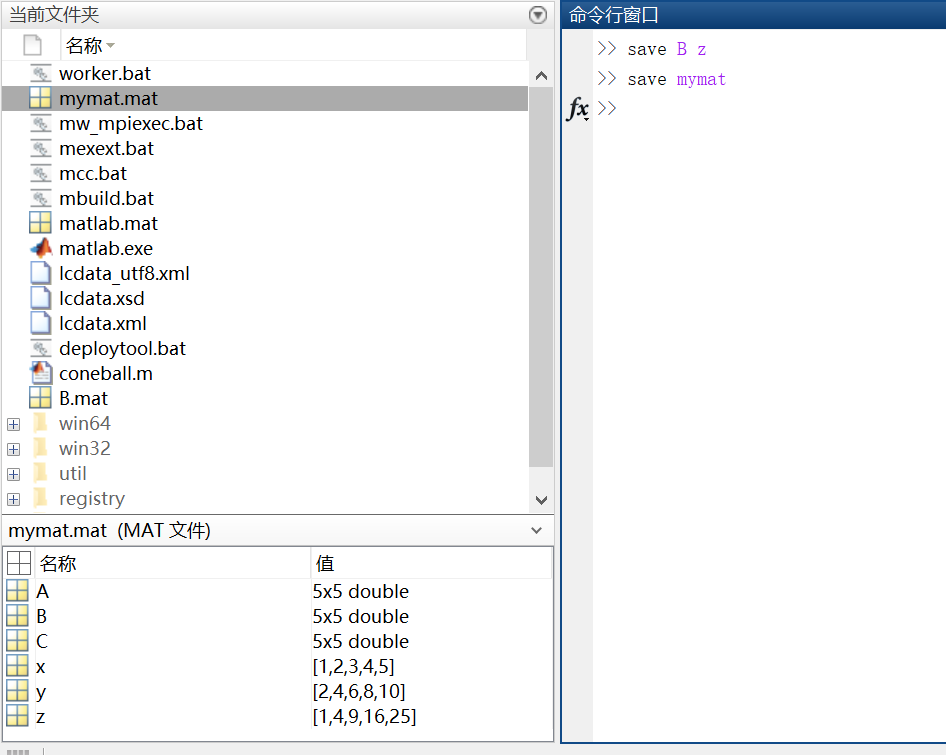 当前文件夹
名称
worker.bat
mymat.mat
mw_mpiexec.bat
mexext.bat
mcc.bat
mbuild.bat
matlab.mat
matlab.exe
lcdata_utf8.xml
lcdata.xsd
lcdata.xml
deploytool.bat
coneball.m
B.mat
win64
win32
util
registry
mymat.mat (MAT 文件)
名称 值
A 5x5 double
B 5x5 double
C 5x5 double
x [1,2,3,4,5]
y [2,4,6,8,10]
z [1,4,9,16,25]
命令行窗口
>> save B z
>> save mymat
fx >>